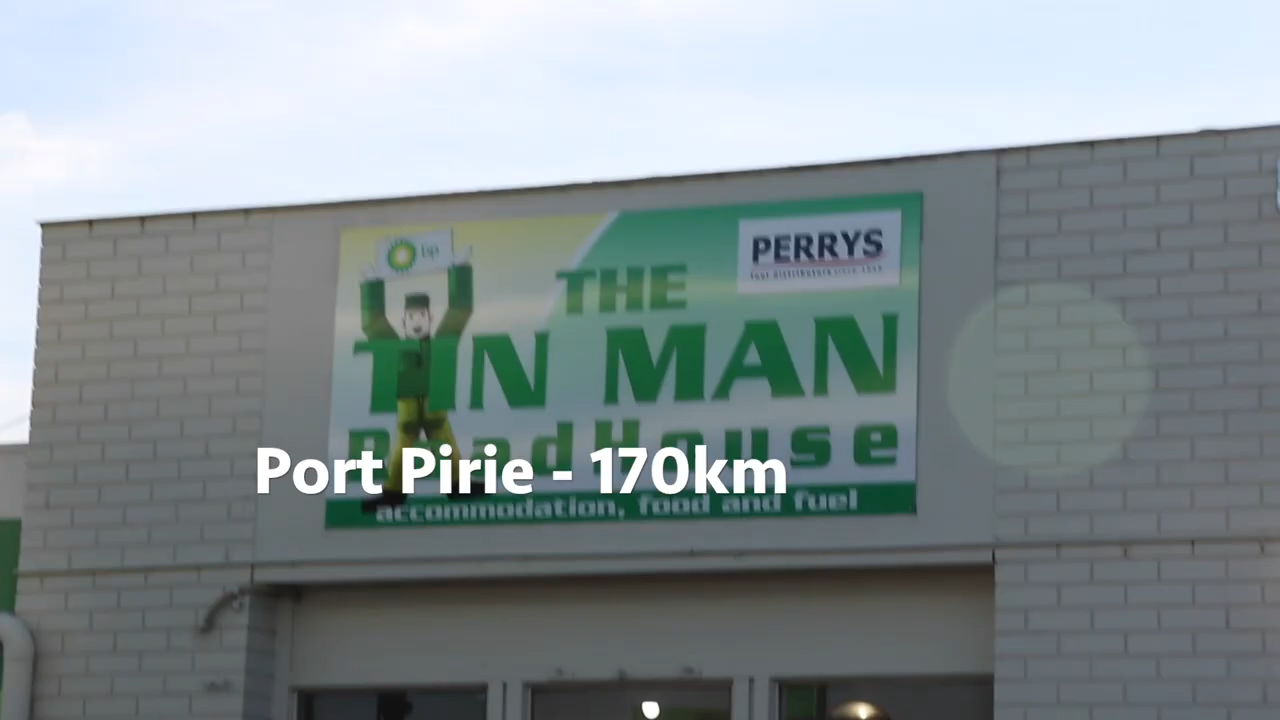 bp
PERRYS
THE
TIN MAN
RoadHouse
Port Pirie - 170km
accommodation, food and fuel